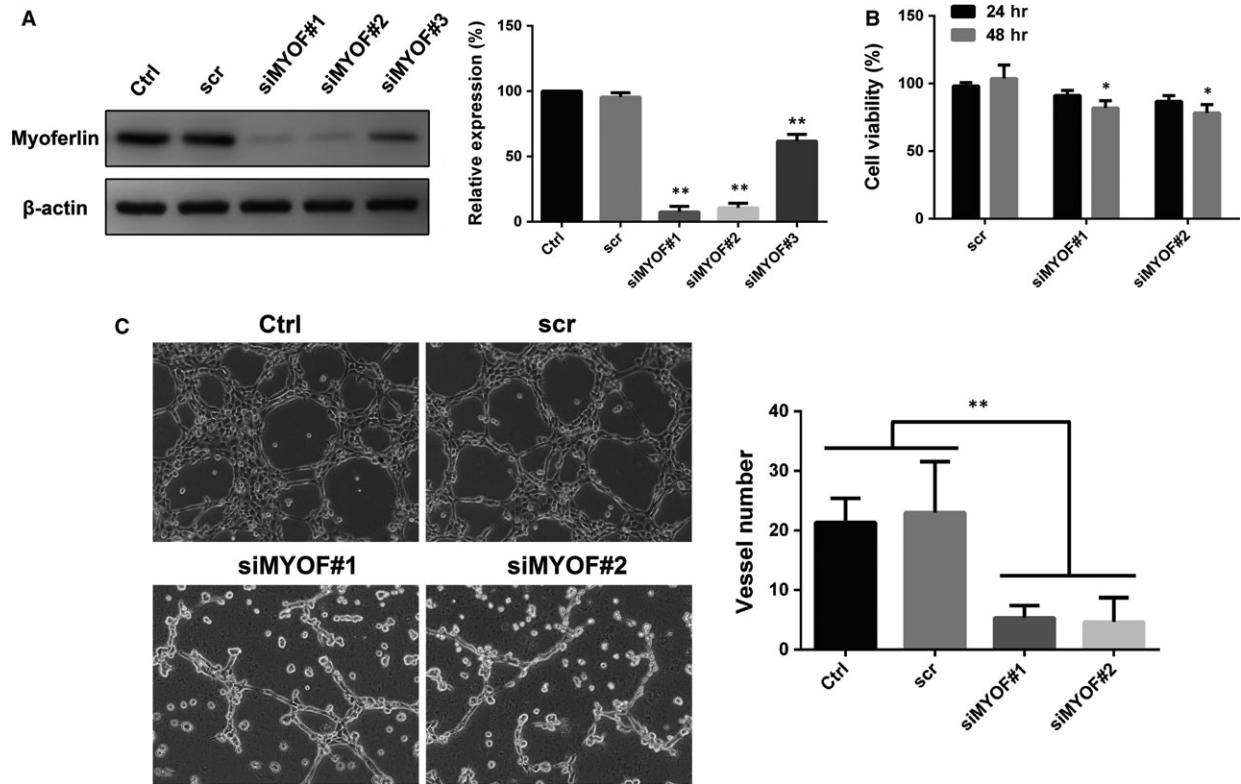 A
Ctrl
scr
siMYOF#1
siMYOF#2
siMYOF#3
Myoferlin
β-actin
Relative expression (%)
150
100
50
0
**
**
**
Ctrl
scr
siMYOF#1
siMYOF#2
siMYOF#3
B
24 hr
48 hr
Cell viability (%)
150
100
50
0
*
*
scr
siMYOF#1
siMYOF#2
C
Ctrl
scr
siMYOF#1
siMYOF#2
Vessel number
40
30
20
10
0
**
Ctrl
scr
siMYOF#1
siMYOF#2